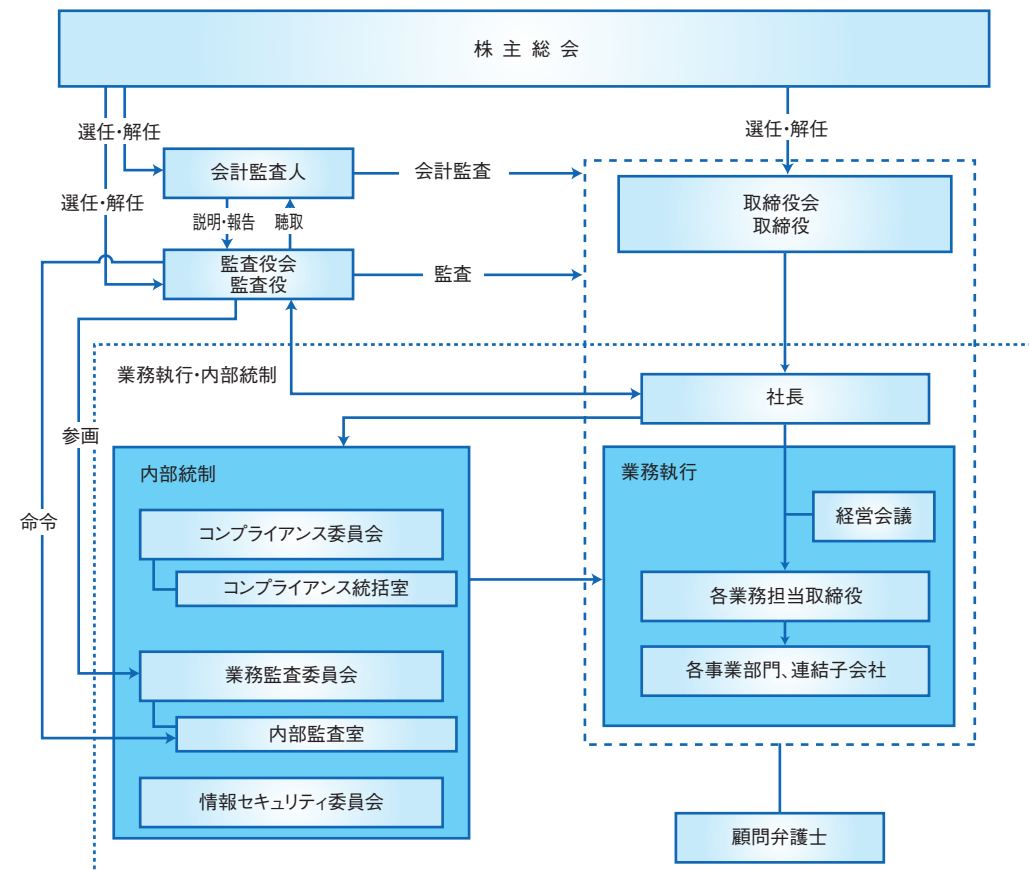 株主総会
選任・解任
選任・解任
会計監査人
会計監査
取締役会
取締役
選任・解任
説明・報告
聴取
監査役会
監査役
監査
業務執行・内部統制
社長
参画
内部統制
業務執行
命令
コンプライアンス委員会
経営会議
コンプライアンス統括室
各業務担当取締役
業務監査委員会
各事業部門、連結子会社
内部監査室
情報セキュリティ委員会
顧問弁護士